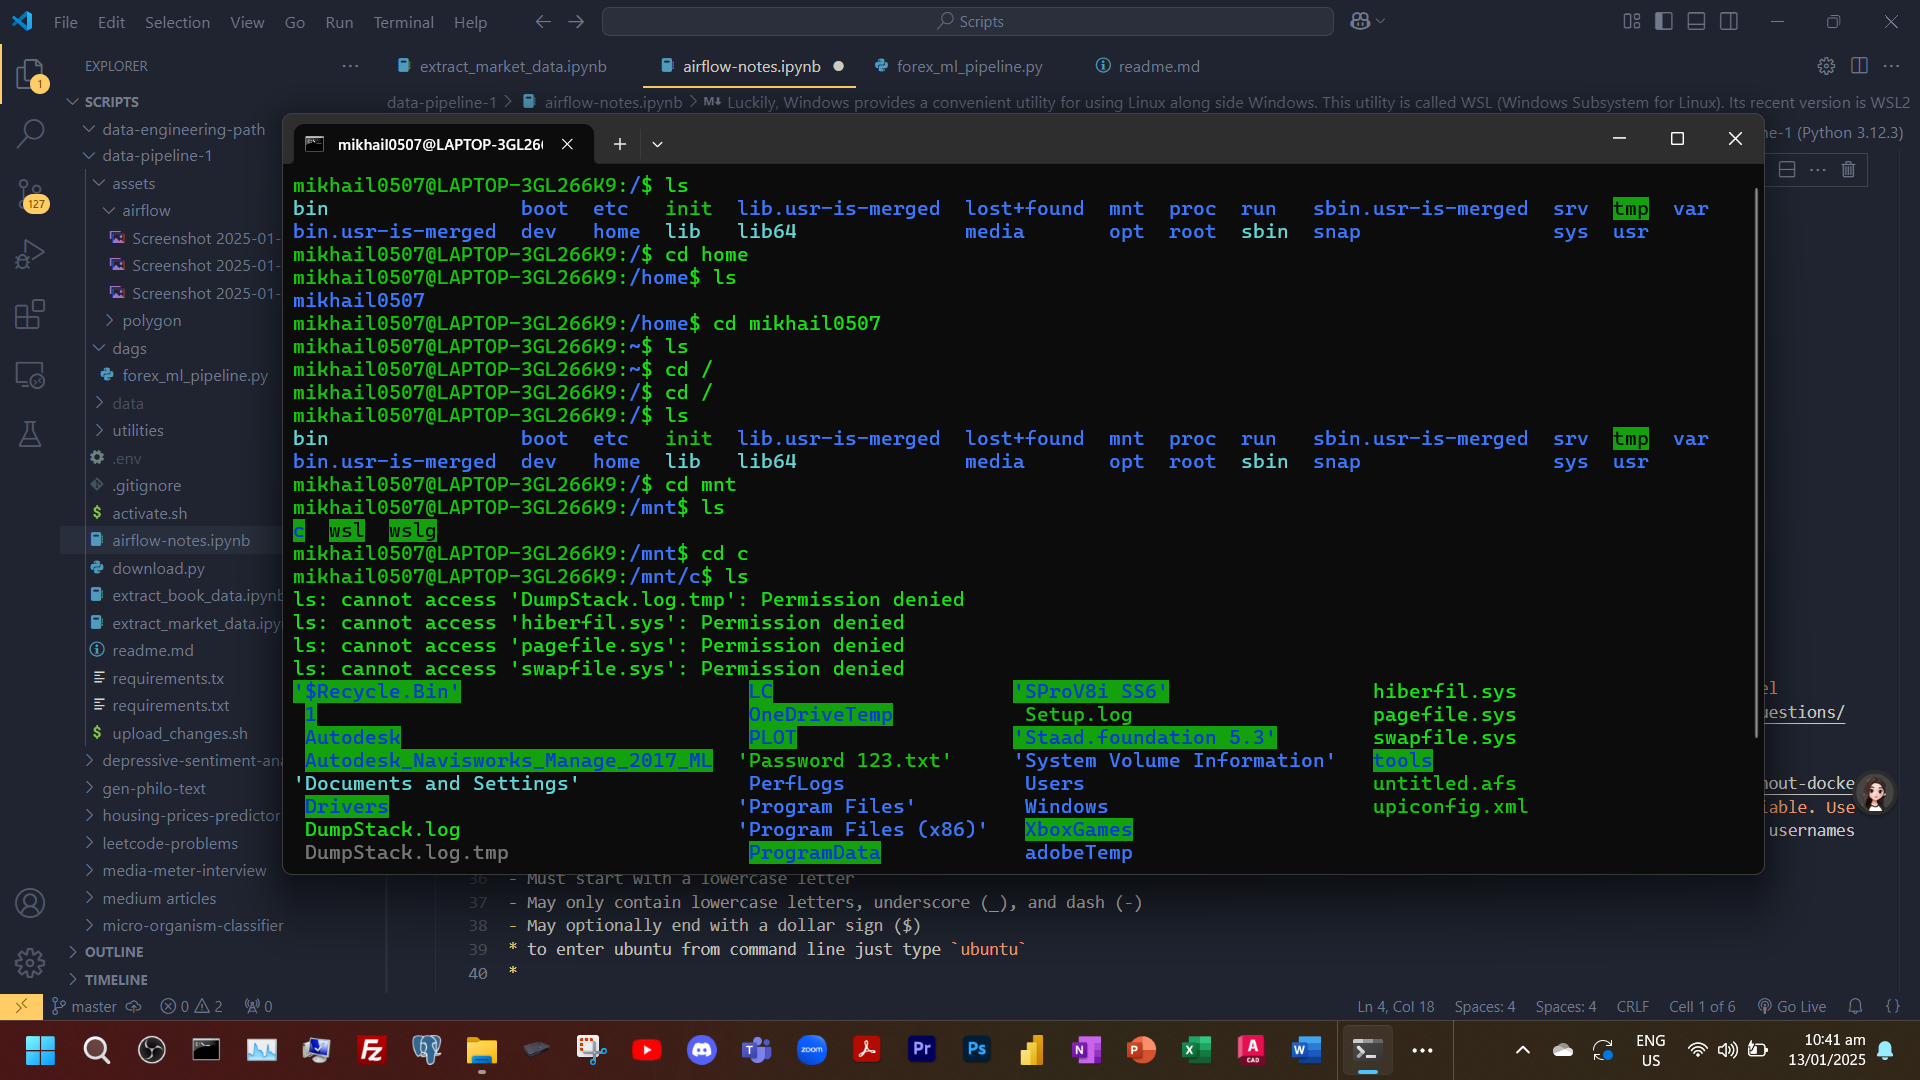 File Edit Selection View Go Run Terminal Help
Scripts
EXPLORER
extract_market_data.ipynb
airflow-notes.ipynb
forex_ml_pipeline.py
readme.md
data-pipeline-1 > airflow-notes.ipynb > M↓ Luckily, Windows provides a convenient utility for using Linux along side Windows. This utility is called WSL (Windows Subsystem for Linux). Its recent version is WSL2
ne-1 (Python 3.12.3)
SCRIPTS
data-engineering-path
data-pipeline-1
assets
airflow
Screenshot 2025-01-
Screenshot 2025-01-
Screenshot 2025-01-
polygon
dags
forex_ml_pipeline.py
data
utilities
.env
.gitignore
activate.sh
airflow-notes.ipynb
download.py
extract_book_data.ipynb
extract_market_data.ipy
readme.md
requirements.tx
requirements.txt
upload_changes.sh
depressive-sentiment-ana
gen-philo-text
housing-prices-predictor
leetcode-problems
media-meter-interview
medium articles
micro-organism-classifier
OUTLINE
TIMELINE
1
127
mikhail0507@LAPTOP-3GL266
mikhail0507@LAPTOP-3GL266K9:/$ ls
bin boot etc init lib.usr-is-merged lost+found mnt proc run sbin.usr-is-merged srv tmp var
bin.usr-is-merged dev home lib lib64 media opt root sbin snap sys usr
mikhail0507@LAPTOP-3GL266K9:/$ cd home
mikhail0507@LAPTOP-3GL266K9:/home$ ls
mikhail0507
mikhail0507@LAPTOP-3GL266K9:/home$ cd mikhail0507
mikhail0507@LAPTOP-3GL266K9:~$ ls
mikhail0507@LAPTOP-3GL266K9:~$ cd /
mikhail0507@LAPTOP-3GL266K9:/$ cd /
mikhail0507@LAPTOP-3GL266K9:/$ ls
bin boot etc init lib.usr-is-merged lost+found mnt proc run sbin.usr-is-merged srv tmp var
bin.usr-is-merged dev home lib lib64 media opt root sbin snap sys usr
mikhail0507@LAPTOP-3GL266K9:/$ cd mnt
mikhail0507@LAPTOP-3GL266K9:/mnt$ ls
c wsl wslg
mikhail0507@LAPTOP-3GL266K9:/mnt$ cd c
mikhail0507@LAPTOP-3GL266K9:/mnt/c$ ls
ls: cannot access 'DumpStack.log.tmp': Permission denied
ls: cannot access 'hiberfil.sys': Permission denied
ls: cannot access 'pagefile.sys': Permission denied
ls: cannot access 'swapfile.sys': Permission denied
'$Recycle.Bin' LC 'SProV8i SS6' hiberfil.sys
1 OneDriveTemp Setup.log pagefile.sys
Autodesk PLOT 'Staad.foundation 5.3' swapfile.sys
Autodesk_Navisworks_Manage_2017_ML 'Password 123.txt' 'System Volume Information' tools
'Documents and Settings' PerfLogs Users untitled.afs
Drivers 'Program Files' Windows upiconfig.xml
DumpStack.log 'Program Files (x86)' XboxGames
DumpStack.log.tmp ProgramData adobeTemp
el
uestions/
hout-docke
iable. Use
usernames
36 - Must start with a lowercase letter
37 - May only contain lowercase letters, underscore (_), and dash (-)
38 - May optionally end with a dollar sign ($)
39 * to enter ubuntu from command line just type `ubuntu`
40 *
master 0 2 0
Ln 4, Col 18 Spaces: 4 Spaces: 4 CRLF Cell 1 of 6 Go Live { }
Fz zoom Pr Ps N P X A CAD W
ENG
US
10:41 am
13/01/2025